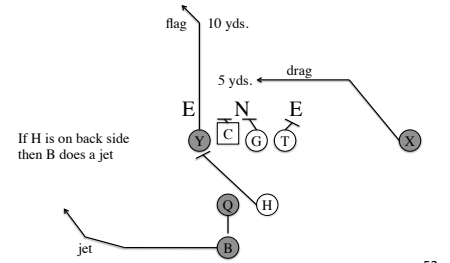 flag 10 yds.
drag
5 yds.
E N E
Y C G T X
If H is on back side
then B does a jet
Q H
jet B